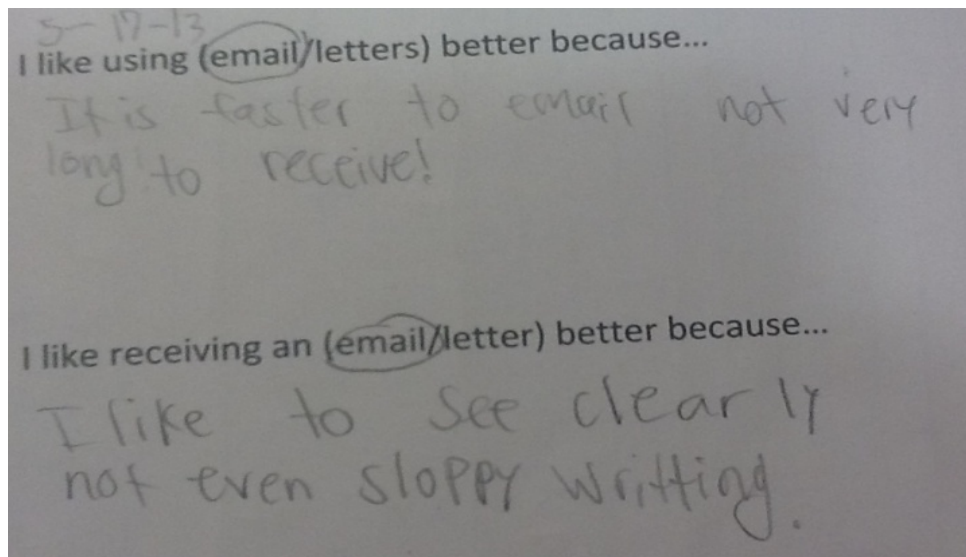 5-17-13
I like using (email/letters) better because...
It is faster to email not very
long to receive!
I like receiving an (email/letter) better because...
I like to see clearly
not even sloppy writting.